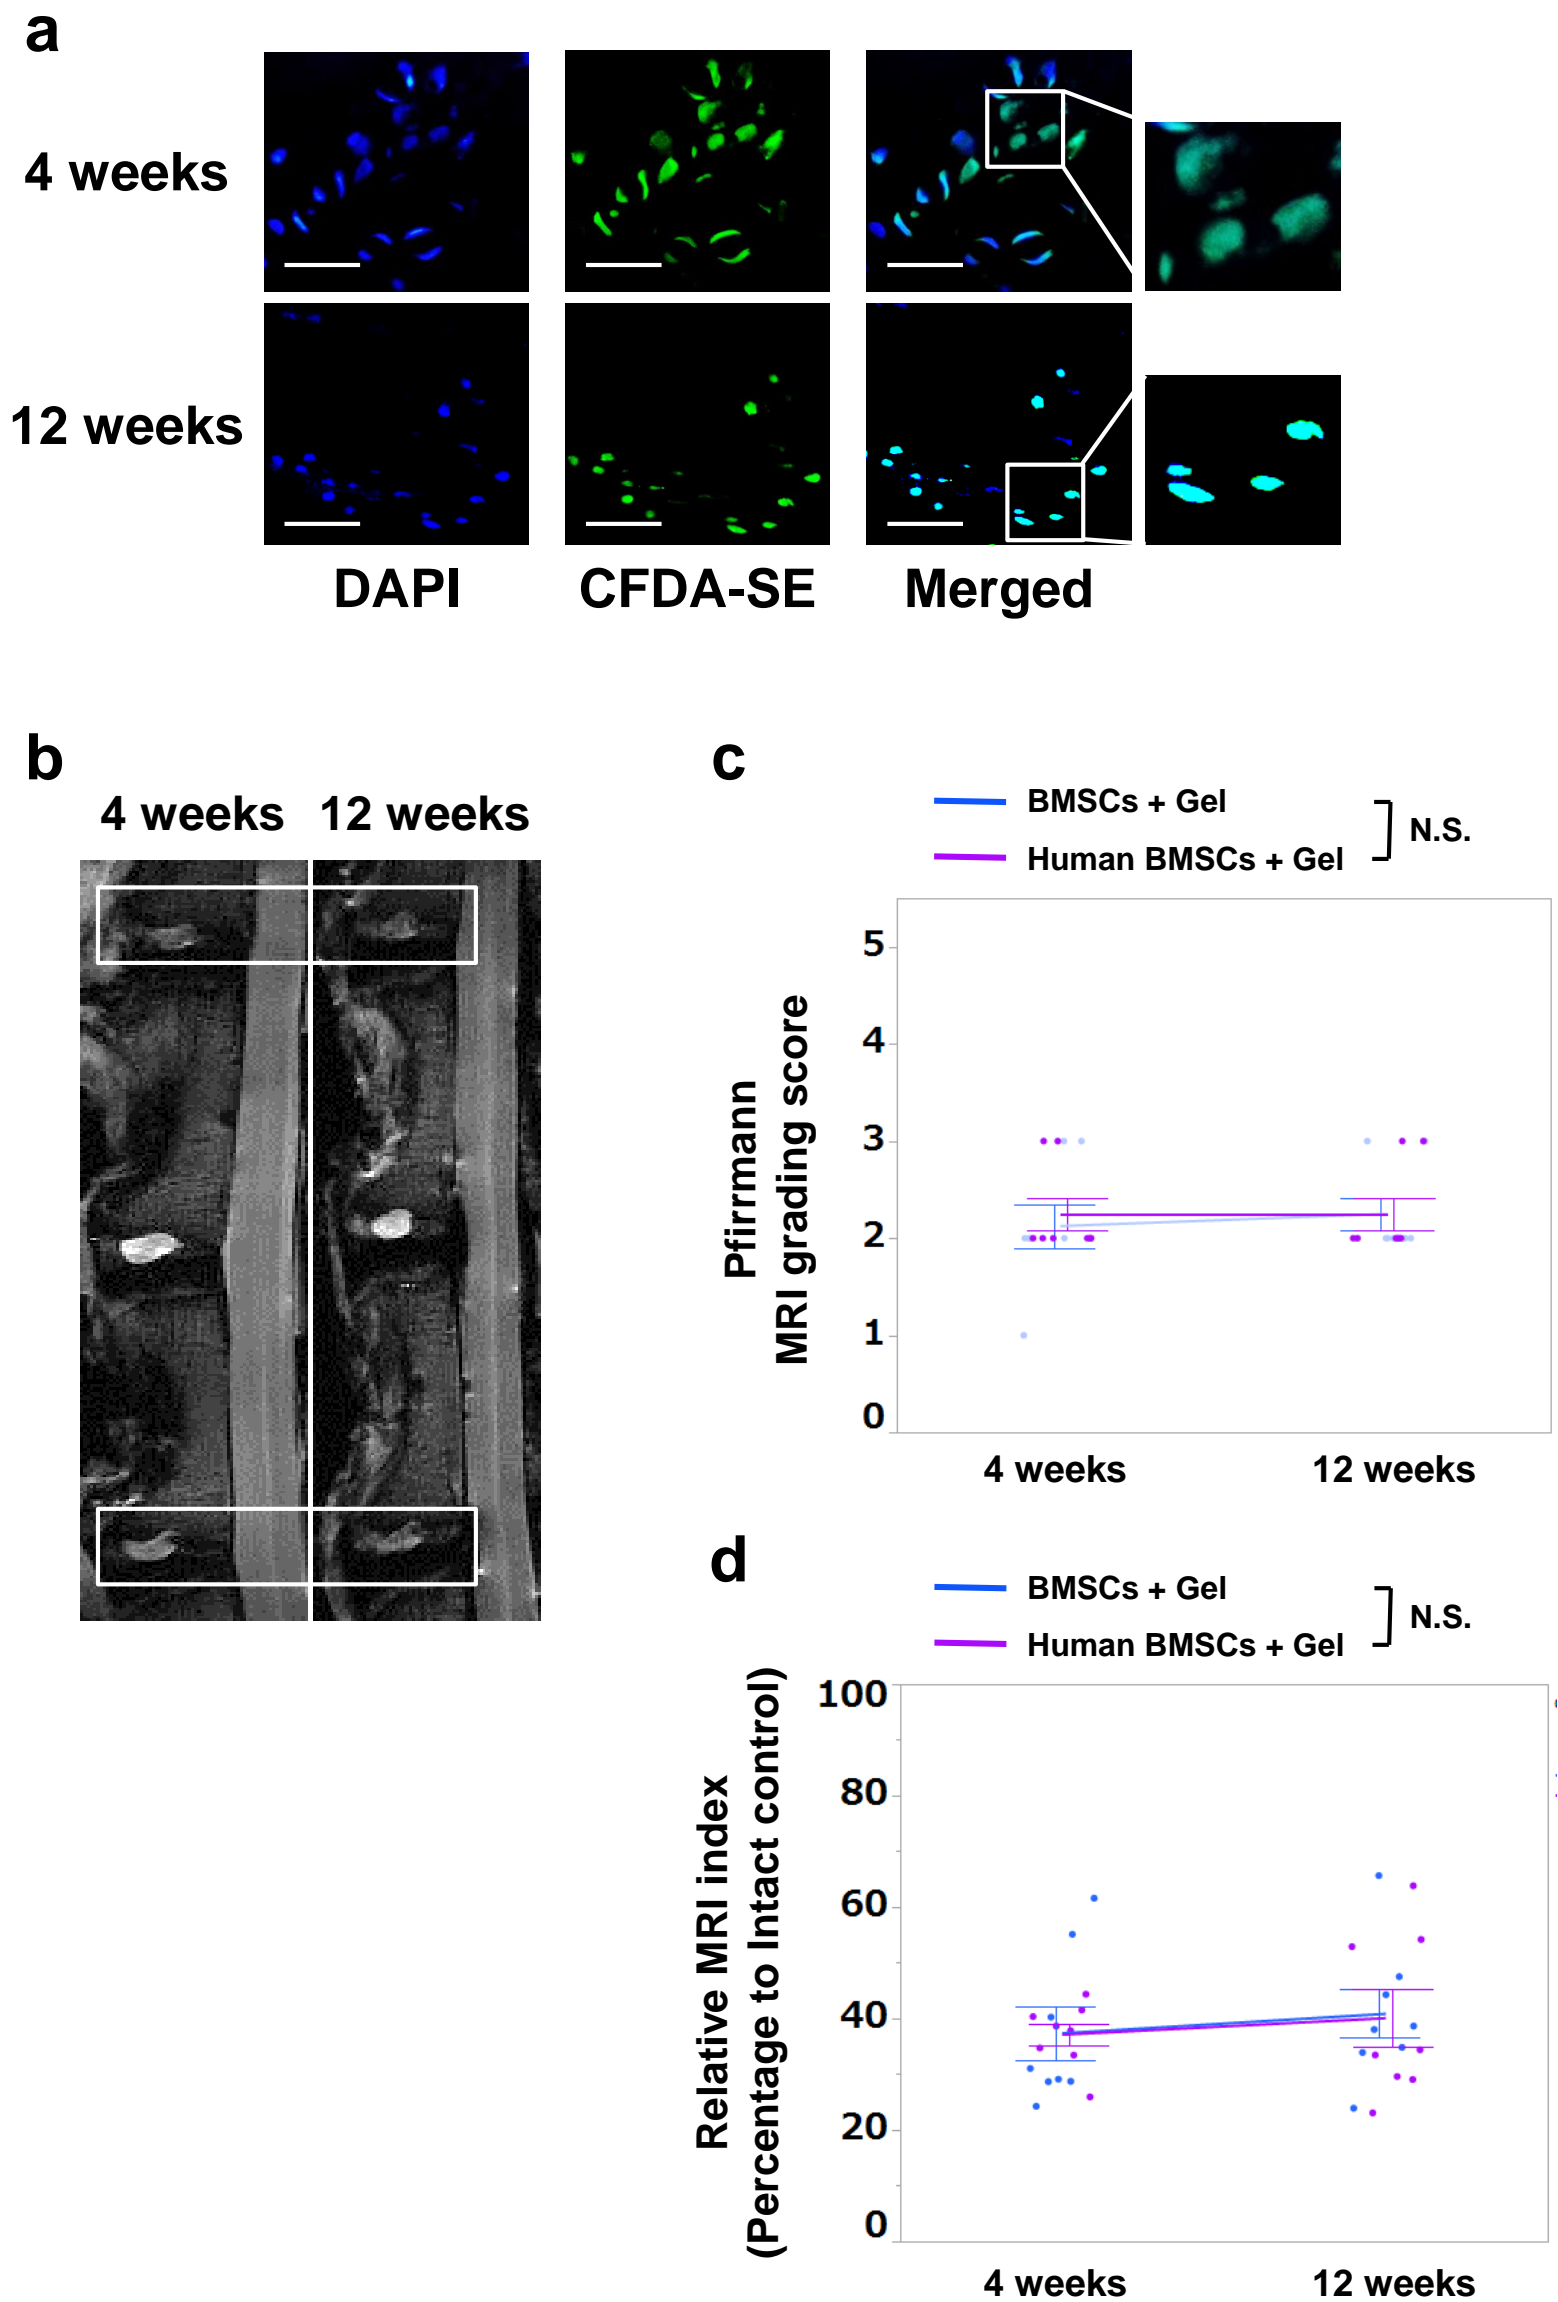 a
4 weeks
12 weeks
DAPI CFDA-SE Merged
b
4 weeks 12 weeks
c
BMSCs + Gel
Human BMSCs + Gel
N.S.
Pfirrmann
MRI grading score
5
4
3
2
1
0
4 weeks 12 weeks
d
BMSCs + Gel
Human BMSCs + Gel
N.S.
Relative MRI index
(Percentage to Intact control)
100
80
60
40
20
0
4 weeks 12 weeks